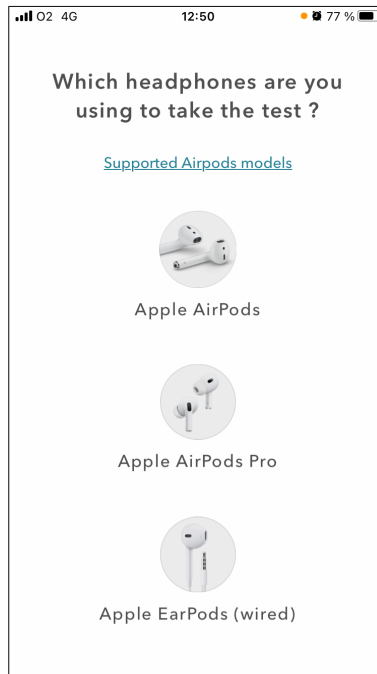 O2 4G 12:50 77 %
Which headphones are you
using to take the test ?
Supported Airpods models
Apple AirPods
Apple AirPods Pro
Apple EarPods (wired)